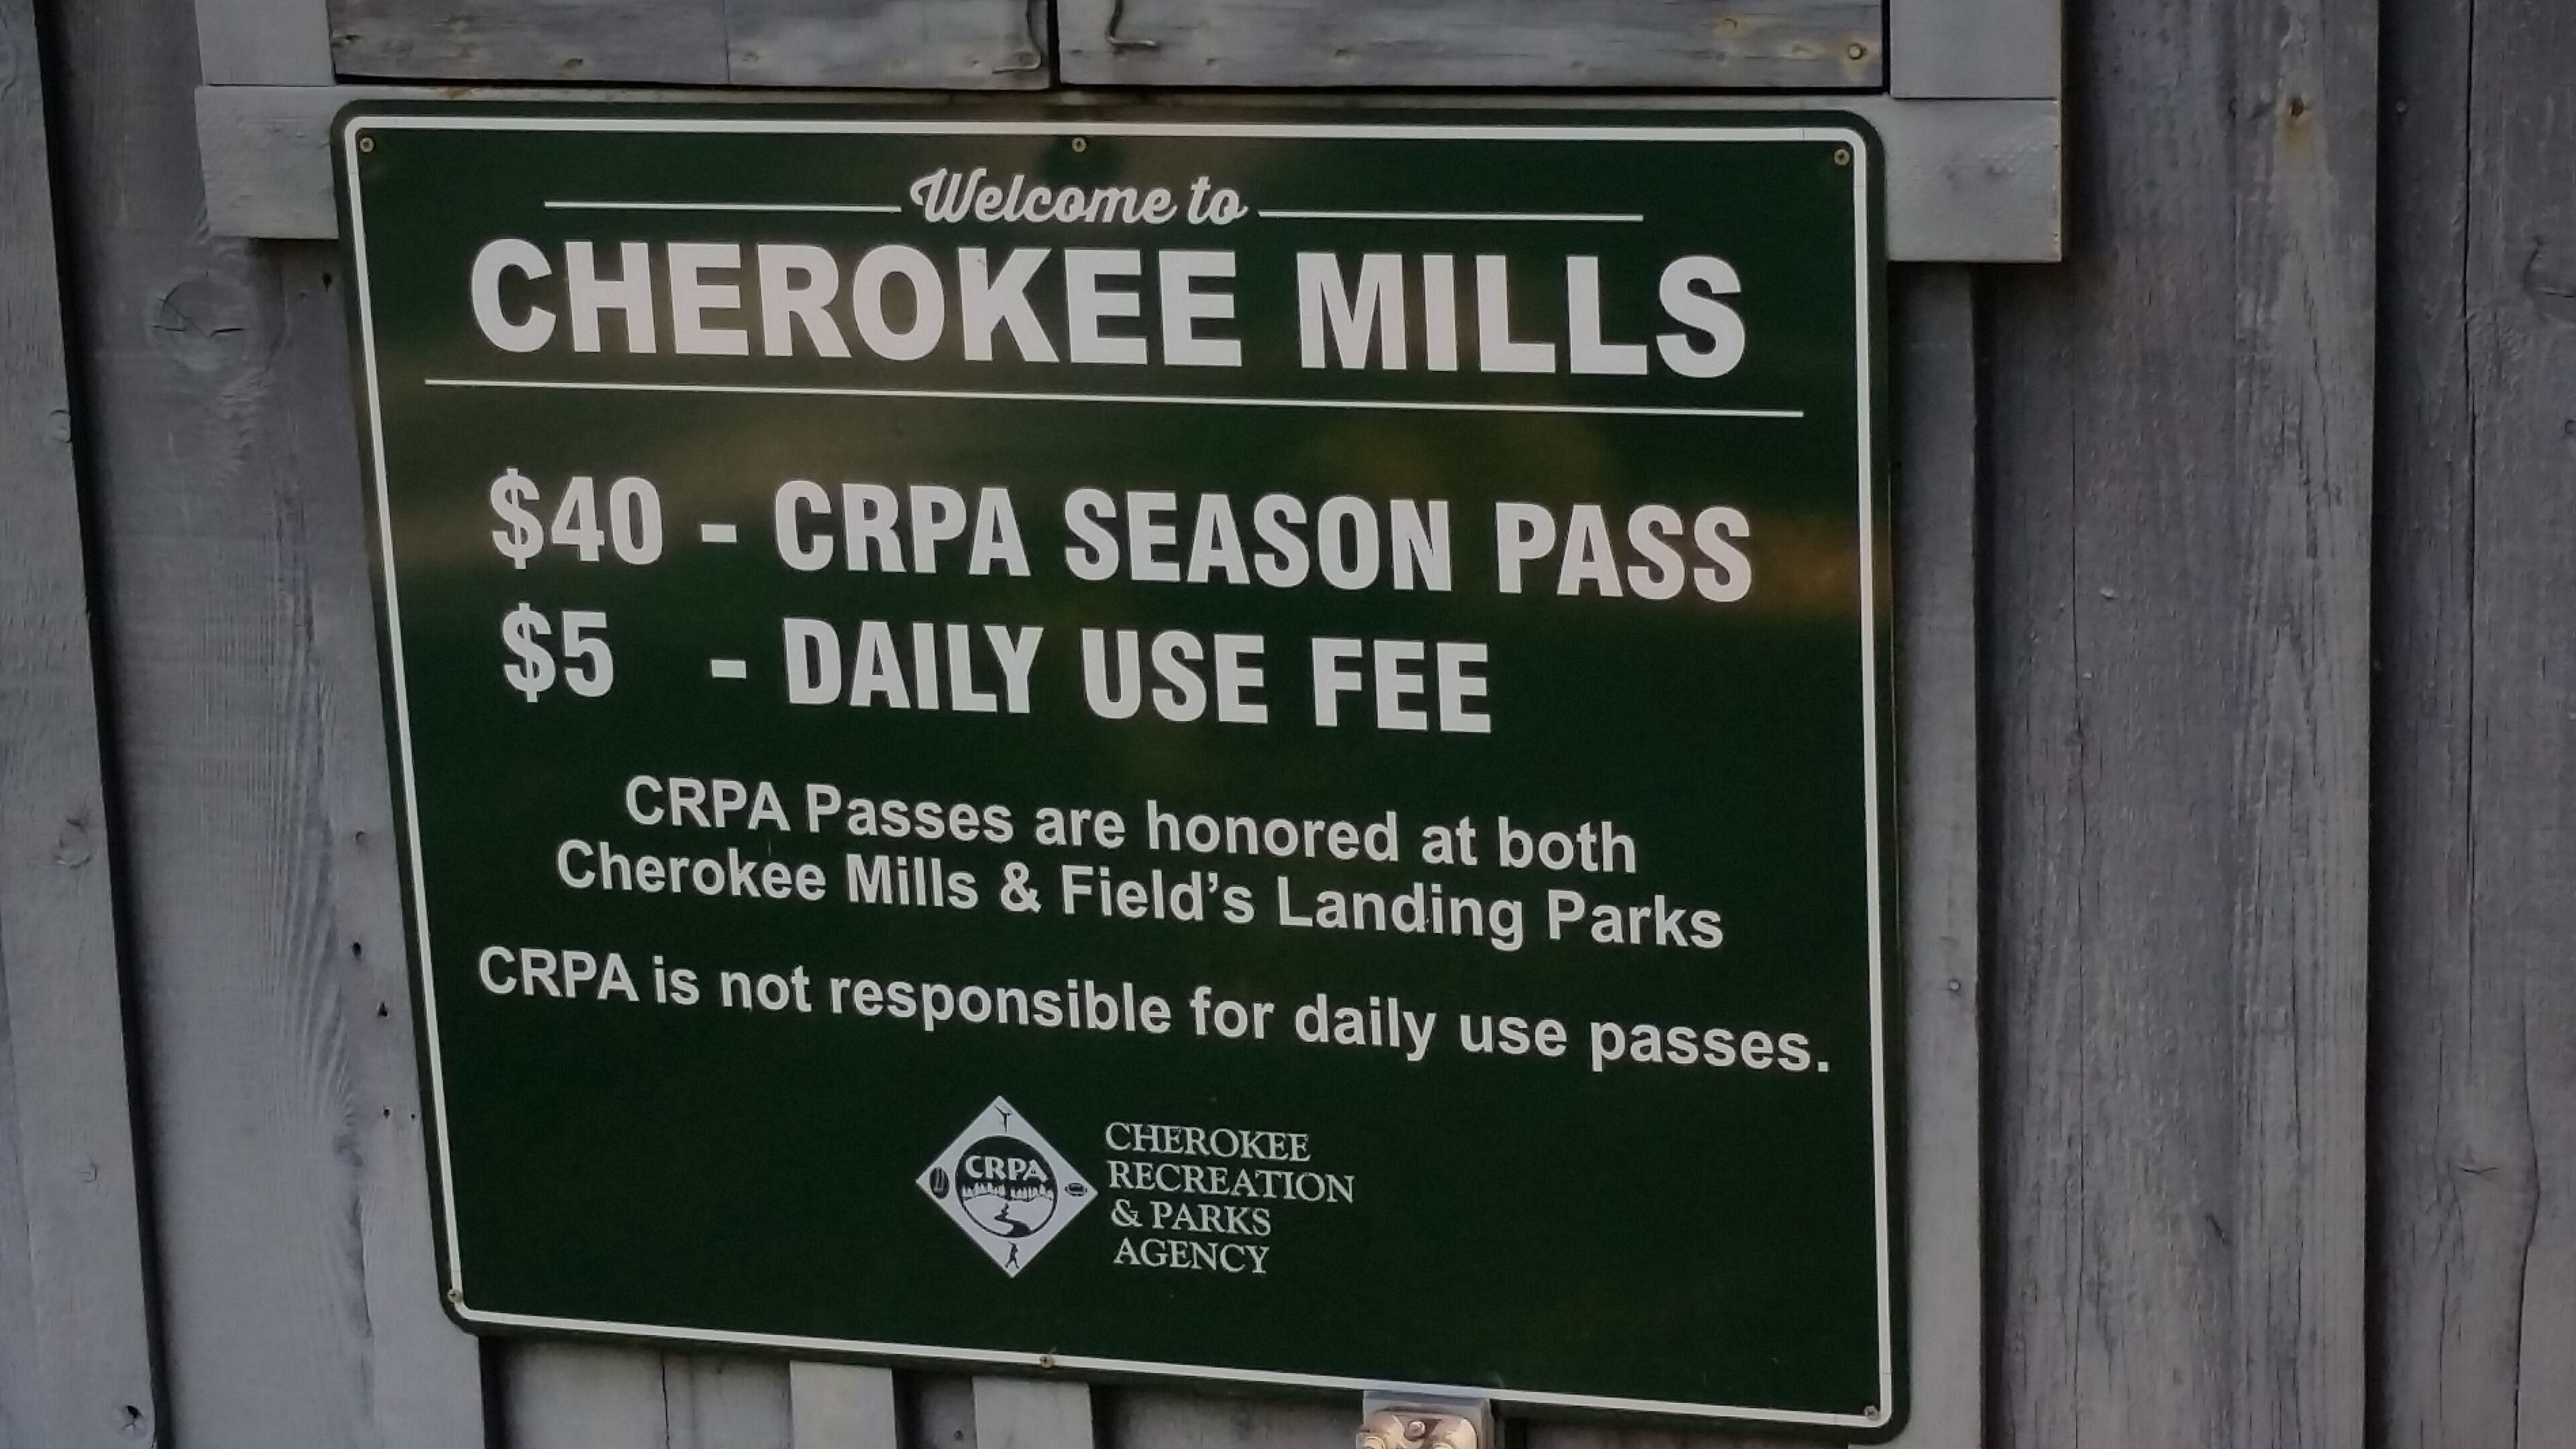 Welcome to
CHEROKEE MILLS
$40 - CRPA SEASON PASS
$5 - DAILY USE FEE
CRPA Passes are honored at both
Cherokee Mills & Field’s Landing Parks
CRPA is not responsible for daily use passes.
CRPA
CHEROKEE
RECREATION
& PARKS
AGENCY